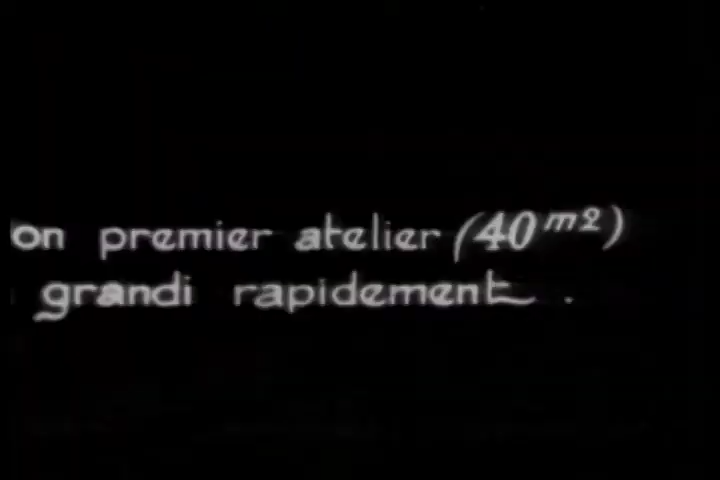 on premier atelier (40 m2)
grandi rapidement .